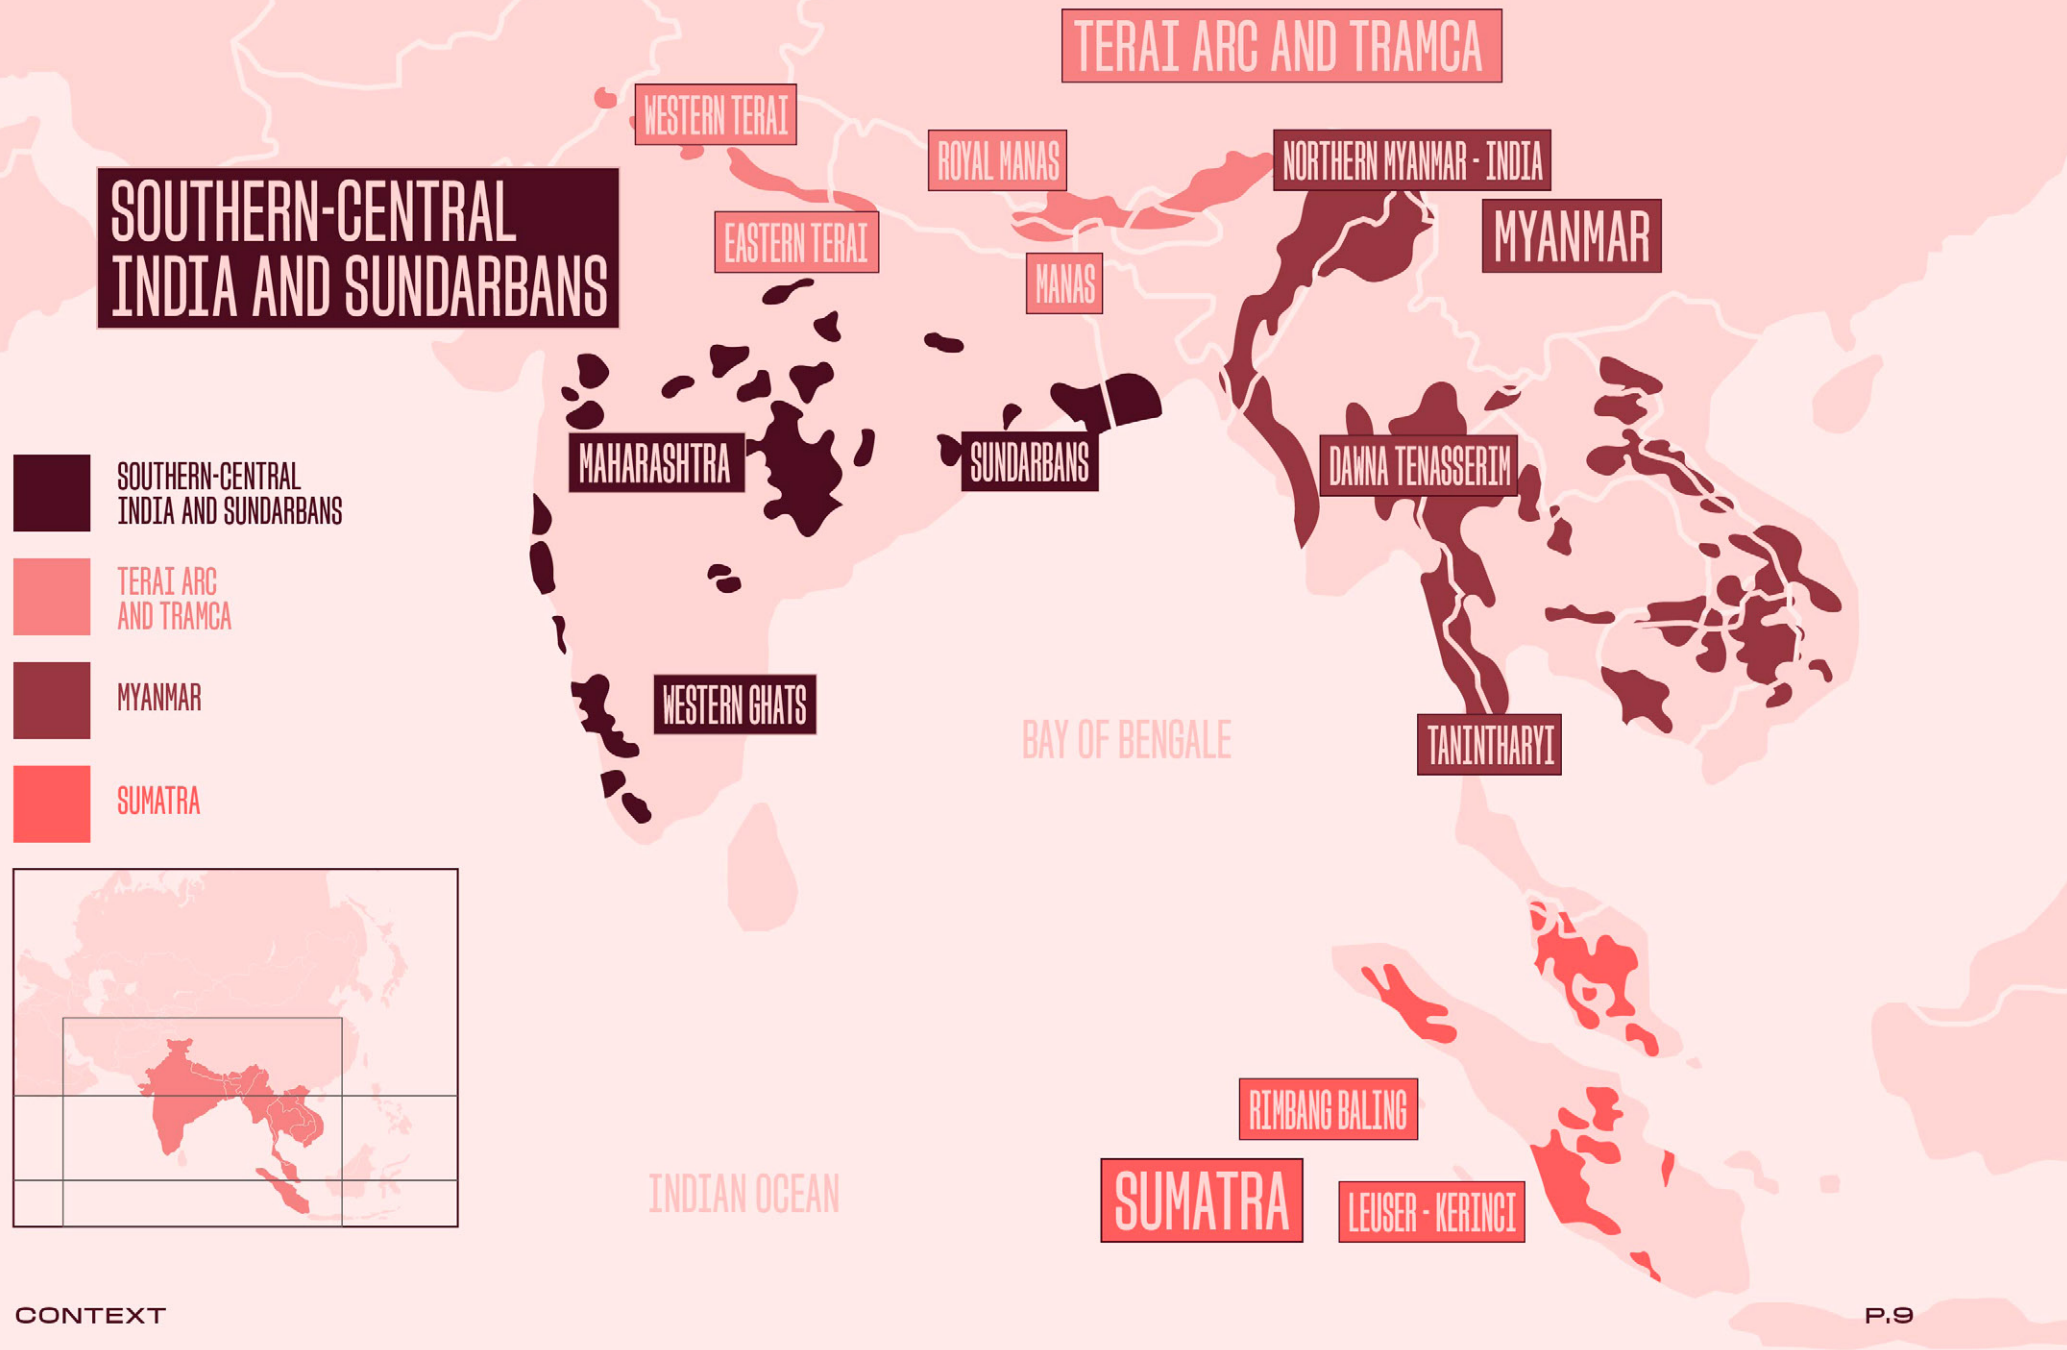 TERAI ARC AND TRAMCA
WESTERN TERAI
ROYAL MANAS
NORTHERN MYANMAR - INDIA
SOUTHERN-CENTRAL
INDIA AND SUNDARBANS
EASTERN TERAI
MYANMAR
MANAS
MAHARASHTRA
SUNDARBANS
DAWNA TENASSERIM
SOUTHERN-CENTRAL
INDIA AND SUNDARBANS
TERAI ARC
AND TRAMCA
MYANMAR
SUMATRA
WESTERN GHATS
BAY OF BENGALE
TANINTHARYI
RIMBANG BALING
SUMATRA
LEUSER - KERINCI
INDIAN OCEAN
CONTEXT
P.9